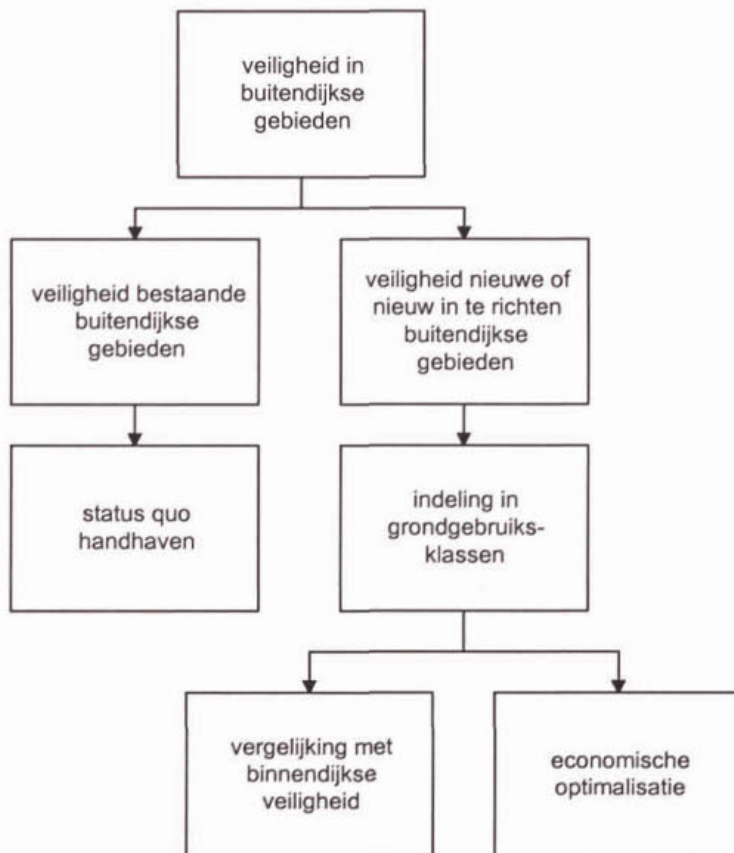 veiligheid in
buitendijkse
gebieden
veiligheid bestaande
buitendijkse
gebieden
veiligheid nieuwe of
nieuw in te richten
buitendijkse
gebieden
status quo
handhaven
indeling in
grondgebruiks-
klassen
vergelijking met
binnendijkse
veiligheid
economische
optimalisatie